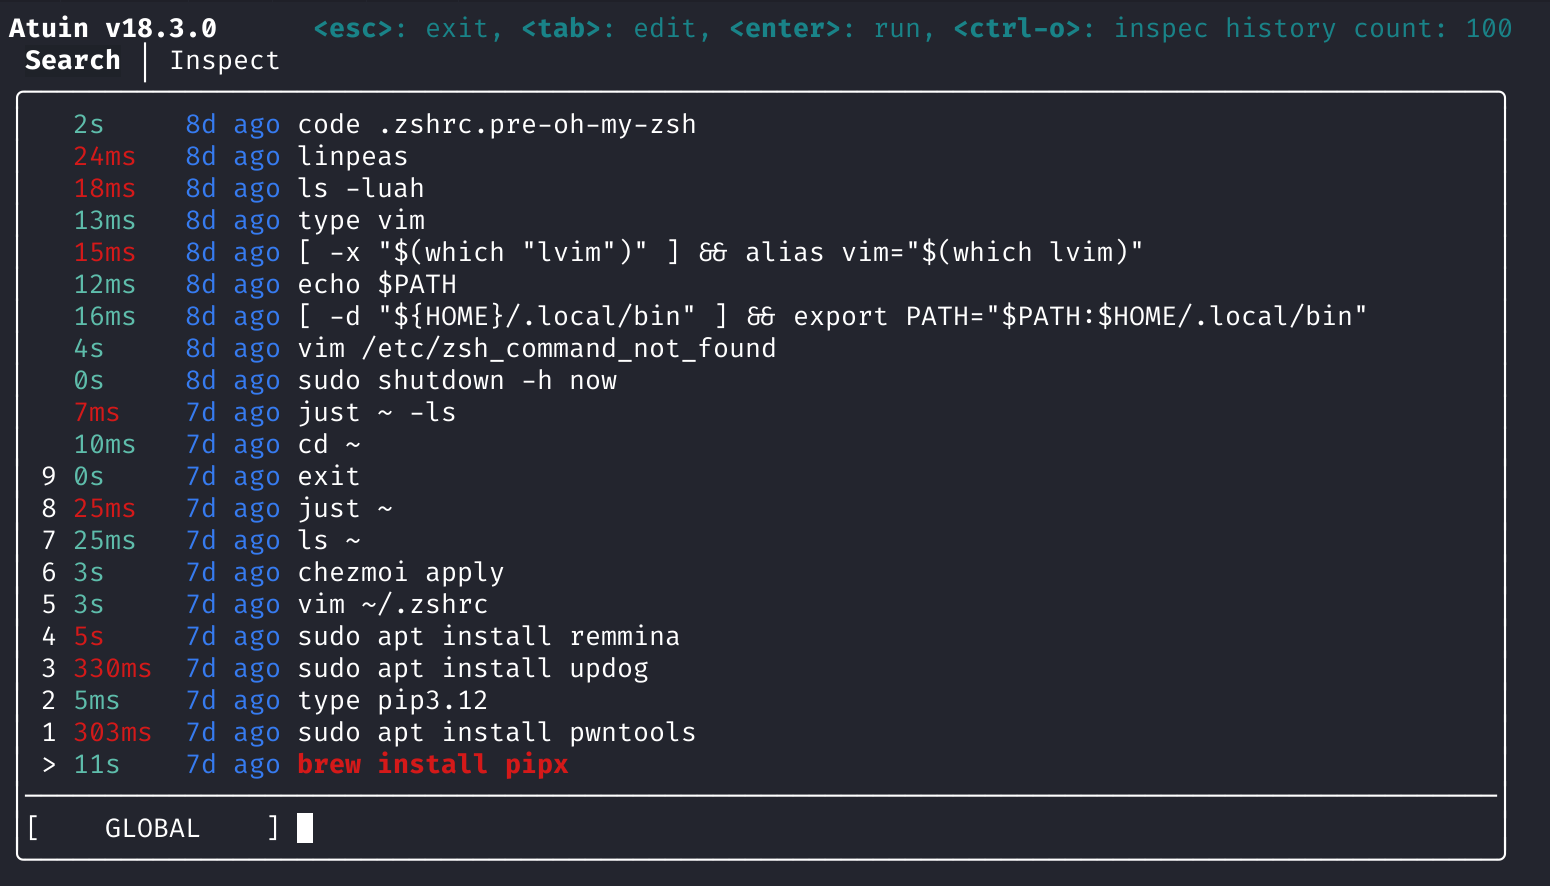 Atuin v18.3.0 <esc>: exit, <tab>: edit, <enter>: run, <ctrl-o>: inspec history count: 100
Search │ Inspect
2s 8d ago code .zshrc.pre-oh-my-zsh
24ms 8d ago linpeas
18ms 8d ago ls -luah
13ms 8d ago type vim
15ms 8d ago [ -x "$(which "lvim")" ] && alias vim="$(which lvim)"
12ms 8d ago echo $PATH
16ms 8d ago [ -d "${HOME}/.local/bin" ] && export PATH="$PATH:$HOME/.local/bin"
4s 8d ago vim /etc/zsh_command_not_found
0s 8d ago sudo shutdown -h now
7ms 7d ago just ~ -ls
10ms 7d ago cd ~
9 0s 7d ago exit
8 25ms 7d ago just ~
7 25ms 7d ago ls ~
6 3s 7d ago chezmoi apply
5 3s 7d ago vim ~/.zshrc
4 5s 7d ago sudo apt install remmina
3 330ms 7d ago sudo apt install updog
2 5ms 7d ago type pip3.12
1 303ms 7d ago sudo apt install pwntools
> 11s 7d ago brew install pipx
[ GLOBAL ]